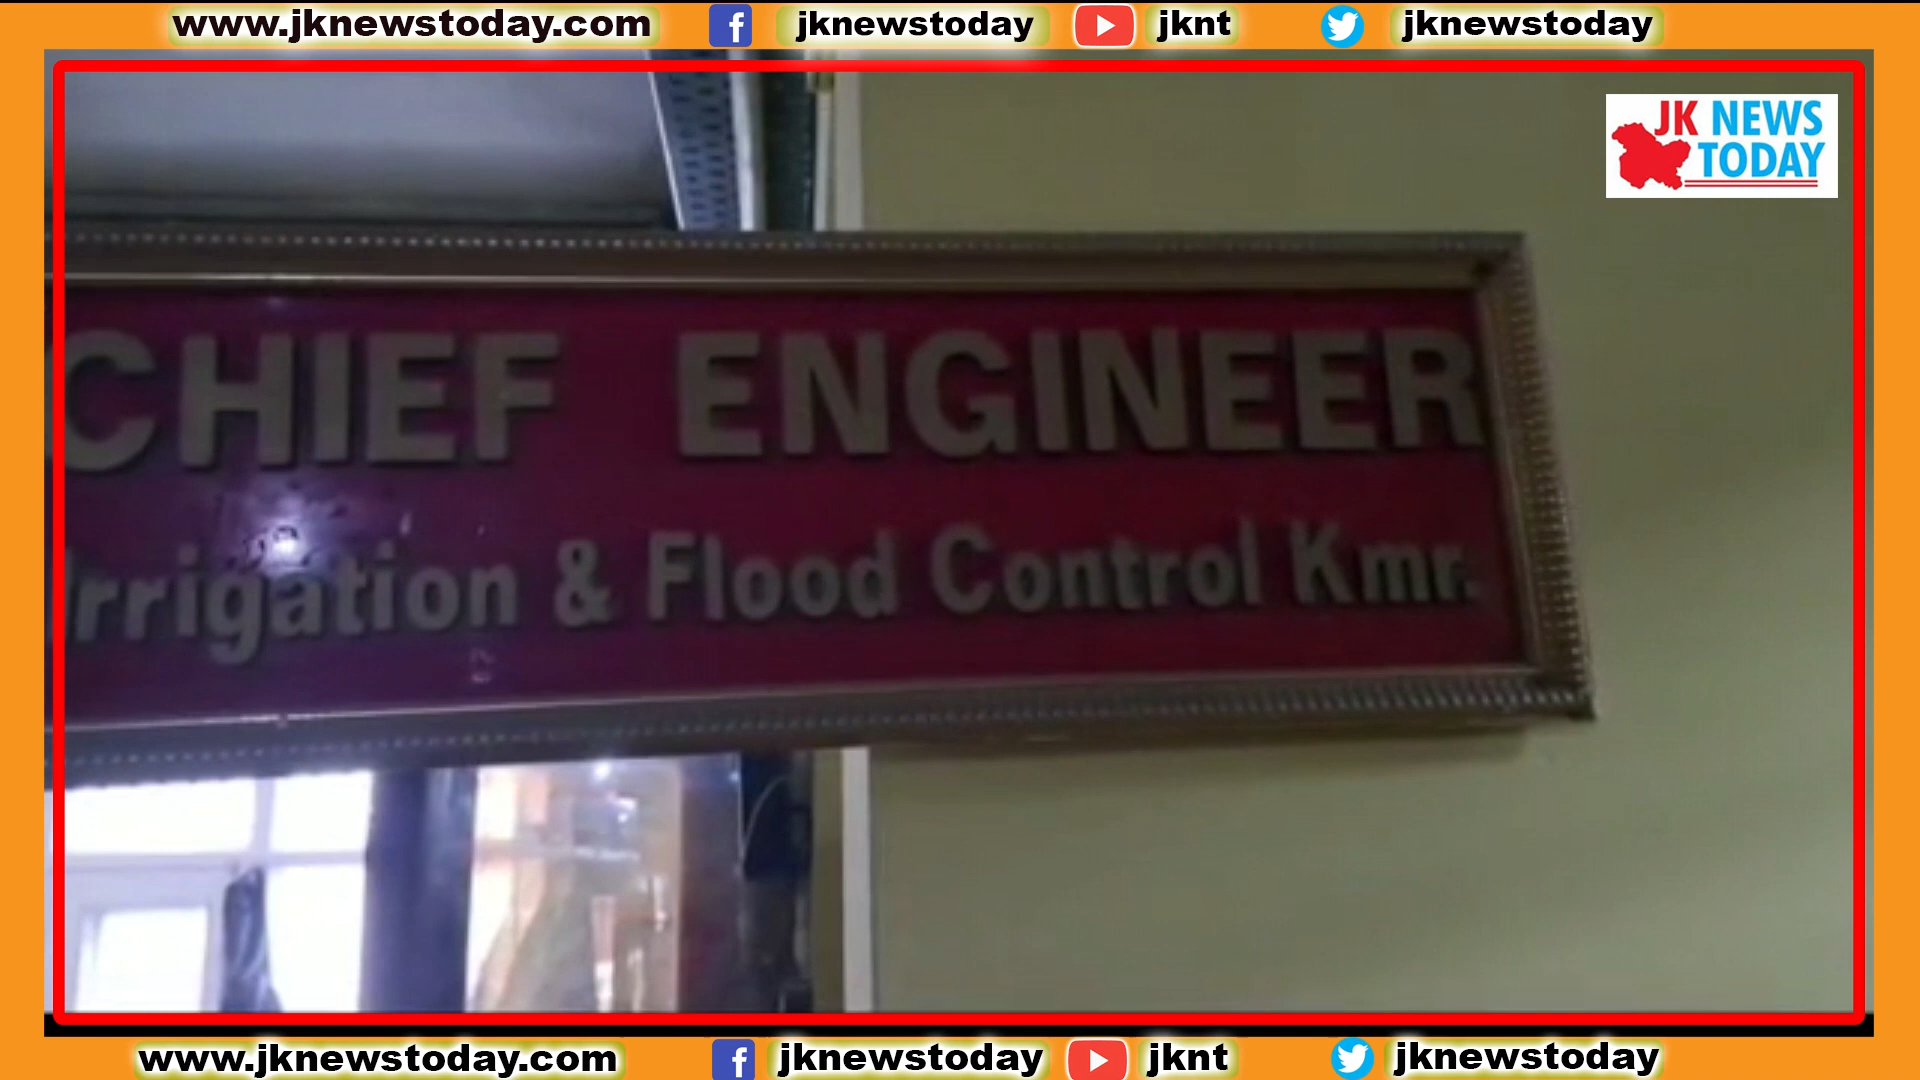 www.jknewstoday.com f jknewstoday jknt jknewstoday
JK NEWS
TODAY
CHIEF ENGINEER
Irrigation & Flood Control Kmr.
www.jknewstoday.com f jknewstoday jknt jknewstoday